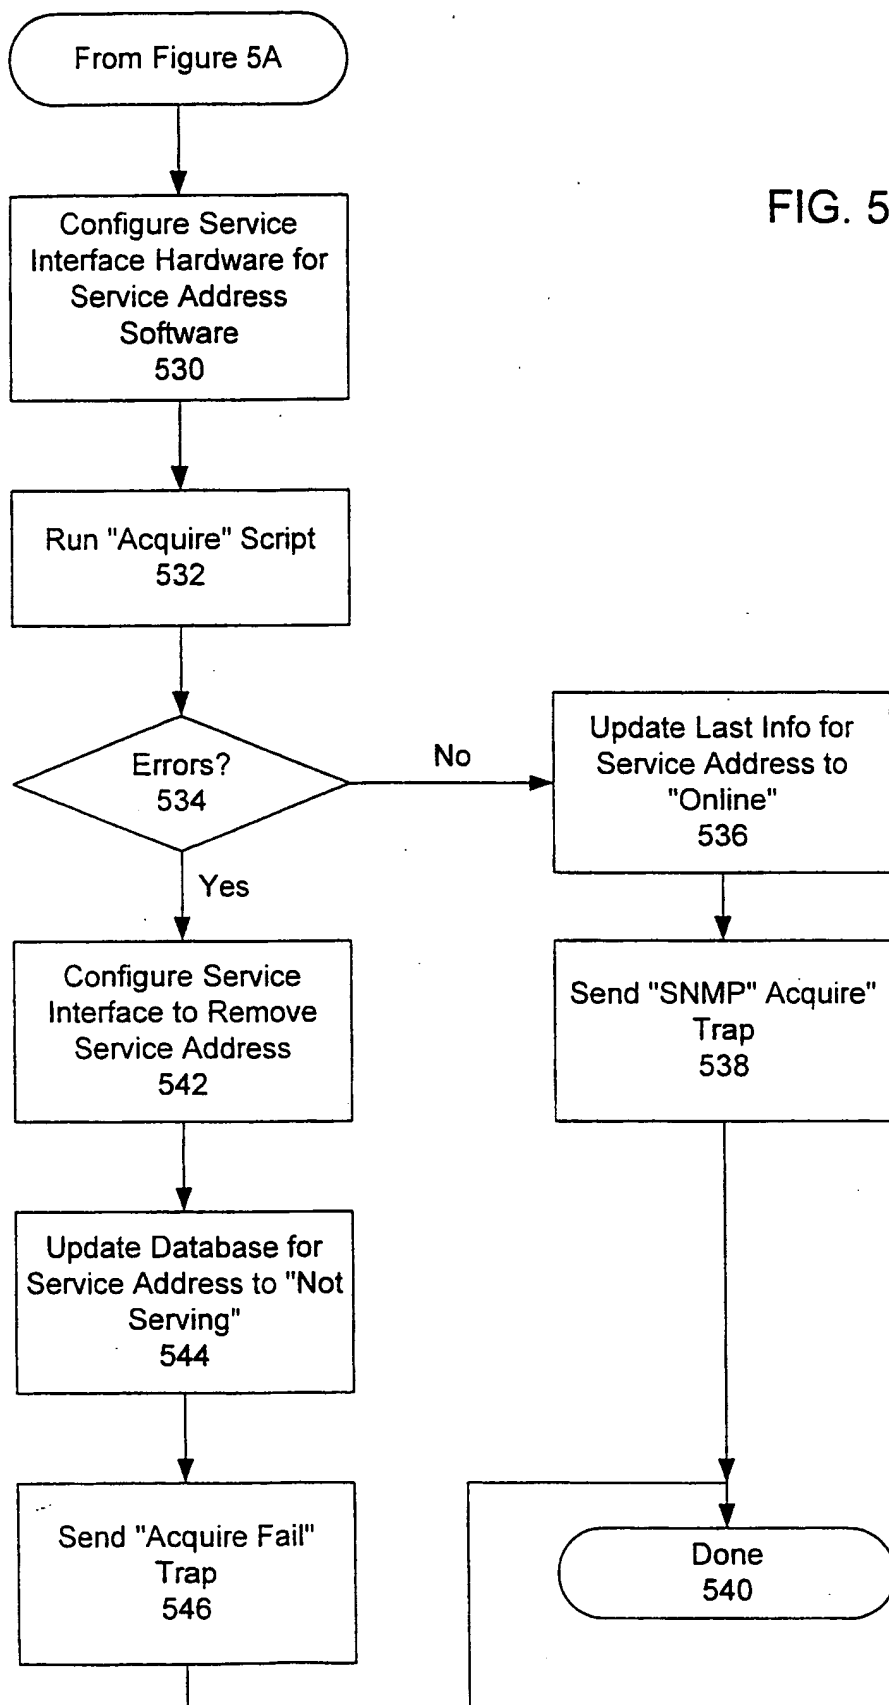 From Figure 5A
FIG. 5
Configure Service
Interface Hardware for
Service Address
Software
530
Run "Acquire" Script
532
Errors?
534
No
Yes
Update Last Info for
Service Address to
"Online"
536
Send "SNMP" Acquire"
Trap
538
Configure Service
Interface to Remove
Service Address
542
Update Database for
Service Address to "Not
Serving"
544
Send "Acquire Fail"
Trap
546
Done
540